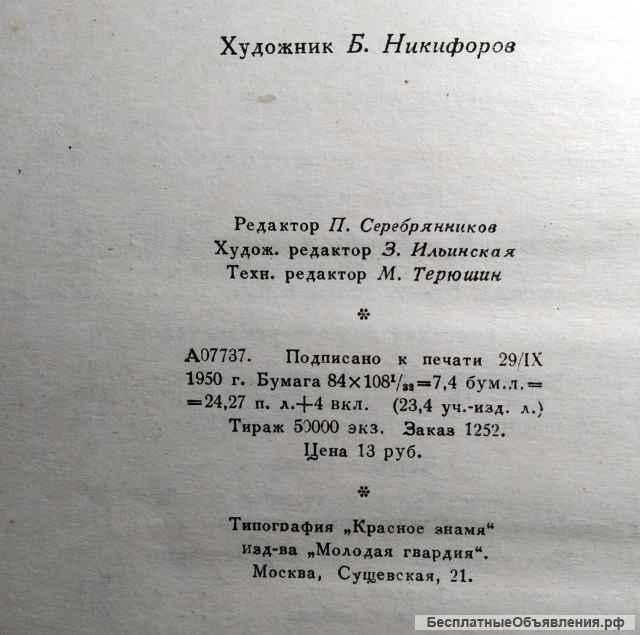 Художник Б. Никифоров
Редактор П. Серебрянников
Худож. редактор З. Ильинская
Техн. редактор М. Терюшин
*
А07737. Подписано к печати 29/IX
1950 г. Бумага 84×108¹/₃₂=7,4 бум.л.=
=24,27 п. л.+4 вкл. (23,4 уч.-изд. л.)
Тираж 50000 экз. Заказ 1252.
Цена 13 руб.
*
Типография „Красное знамя“
изд-ва „Молодая гвардия“.
Москва, Сущевская, 21.
БесплатныеОбъявления.рф